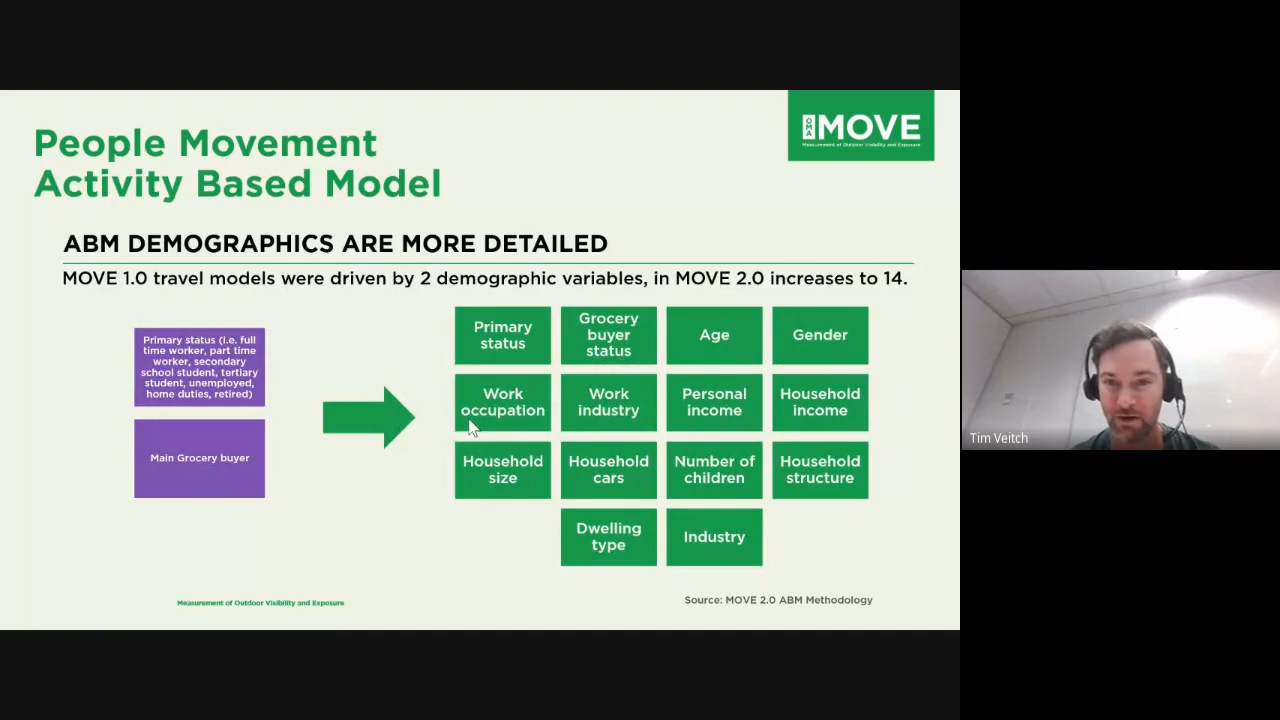 People Movement
Activity Based Model
OMA
MOVE
Measurement of Outdoor Visibility and Exposure
ABM DEMOGRAPHICS ARE MORE DETAILED
MOVE 1.0 travel models were driven by 2 demographic variables, in MOVE 2.0 increases to 14.
Primary status (i.e. full
time worker, part time
worker, secondary
school student, tertiary
student, unemployed,
home duties, retired)
Main Grocery buyer
Primary
status
Grocery
buyer
status
Age
Gender
Work
occupation
Work
industry
Personal
income
Household
income
Household
size
Household
cars
Number of
children
Household
structure
Dwelling
type
Industry
Measurement of Outdoor Visibility and Exposure
Source: MOVE 2.0 ABM Methodology
Tim Veitch